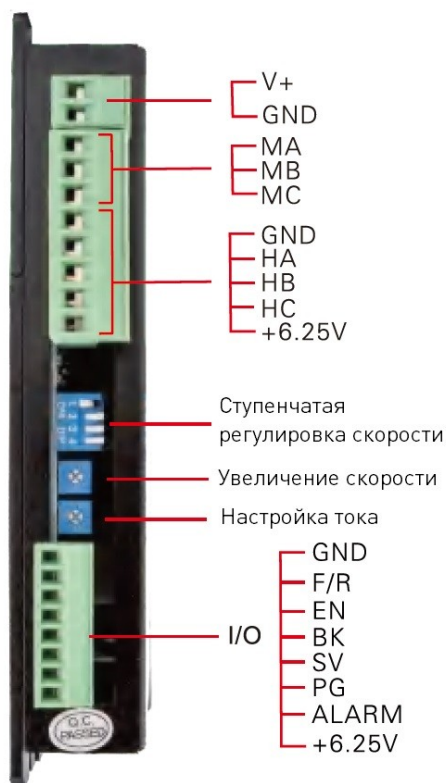 V+
GND
MA
MB
MC
GND
HA
HB
HC
+6.25V
Ступенчатая
регулировка скорости
Увеличение скорости
Настройка тока
I/O
GND
F/R
EN
BK
SV
PG
ALARM
+6.25V
Q.C.
PASSED